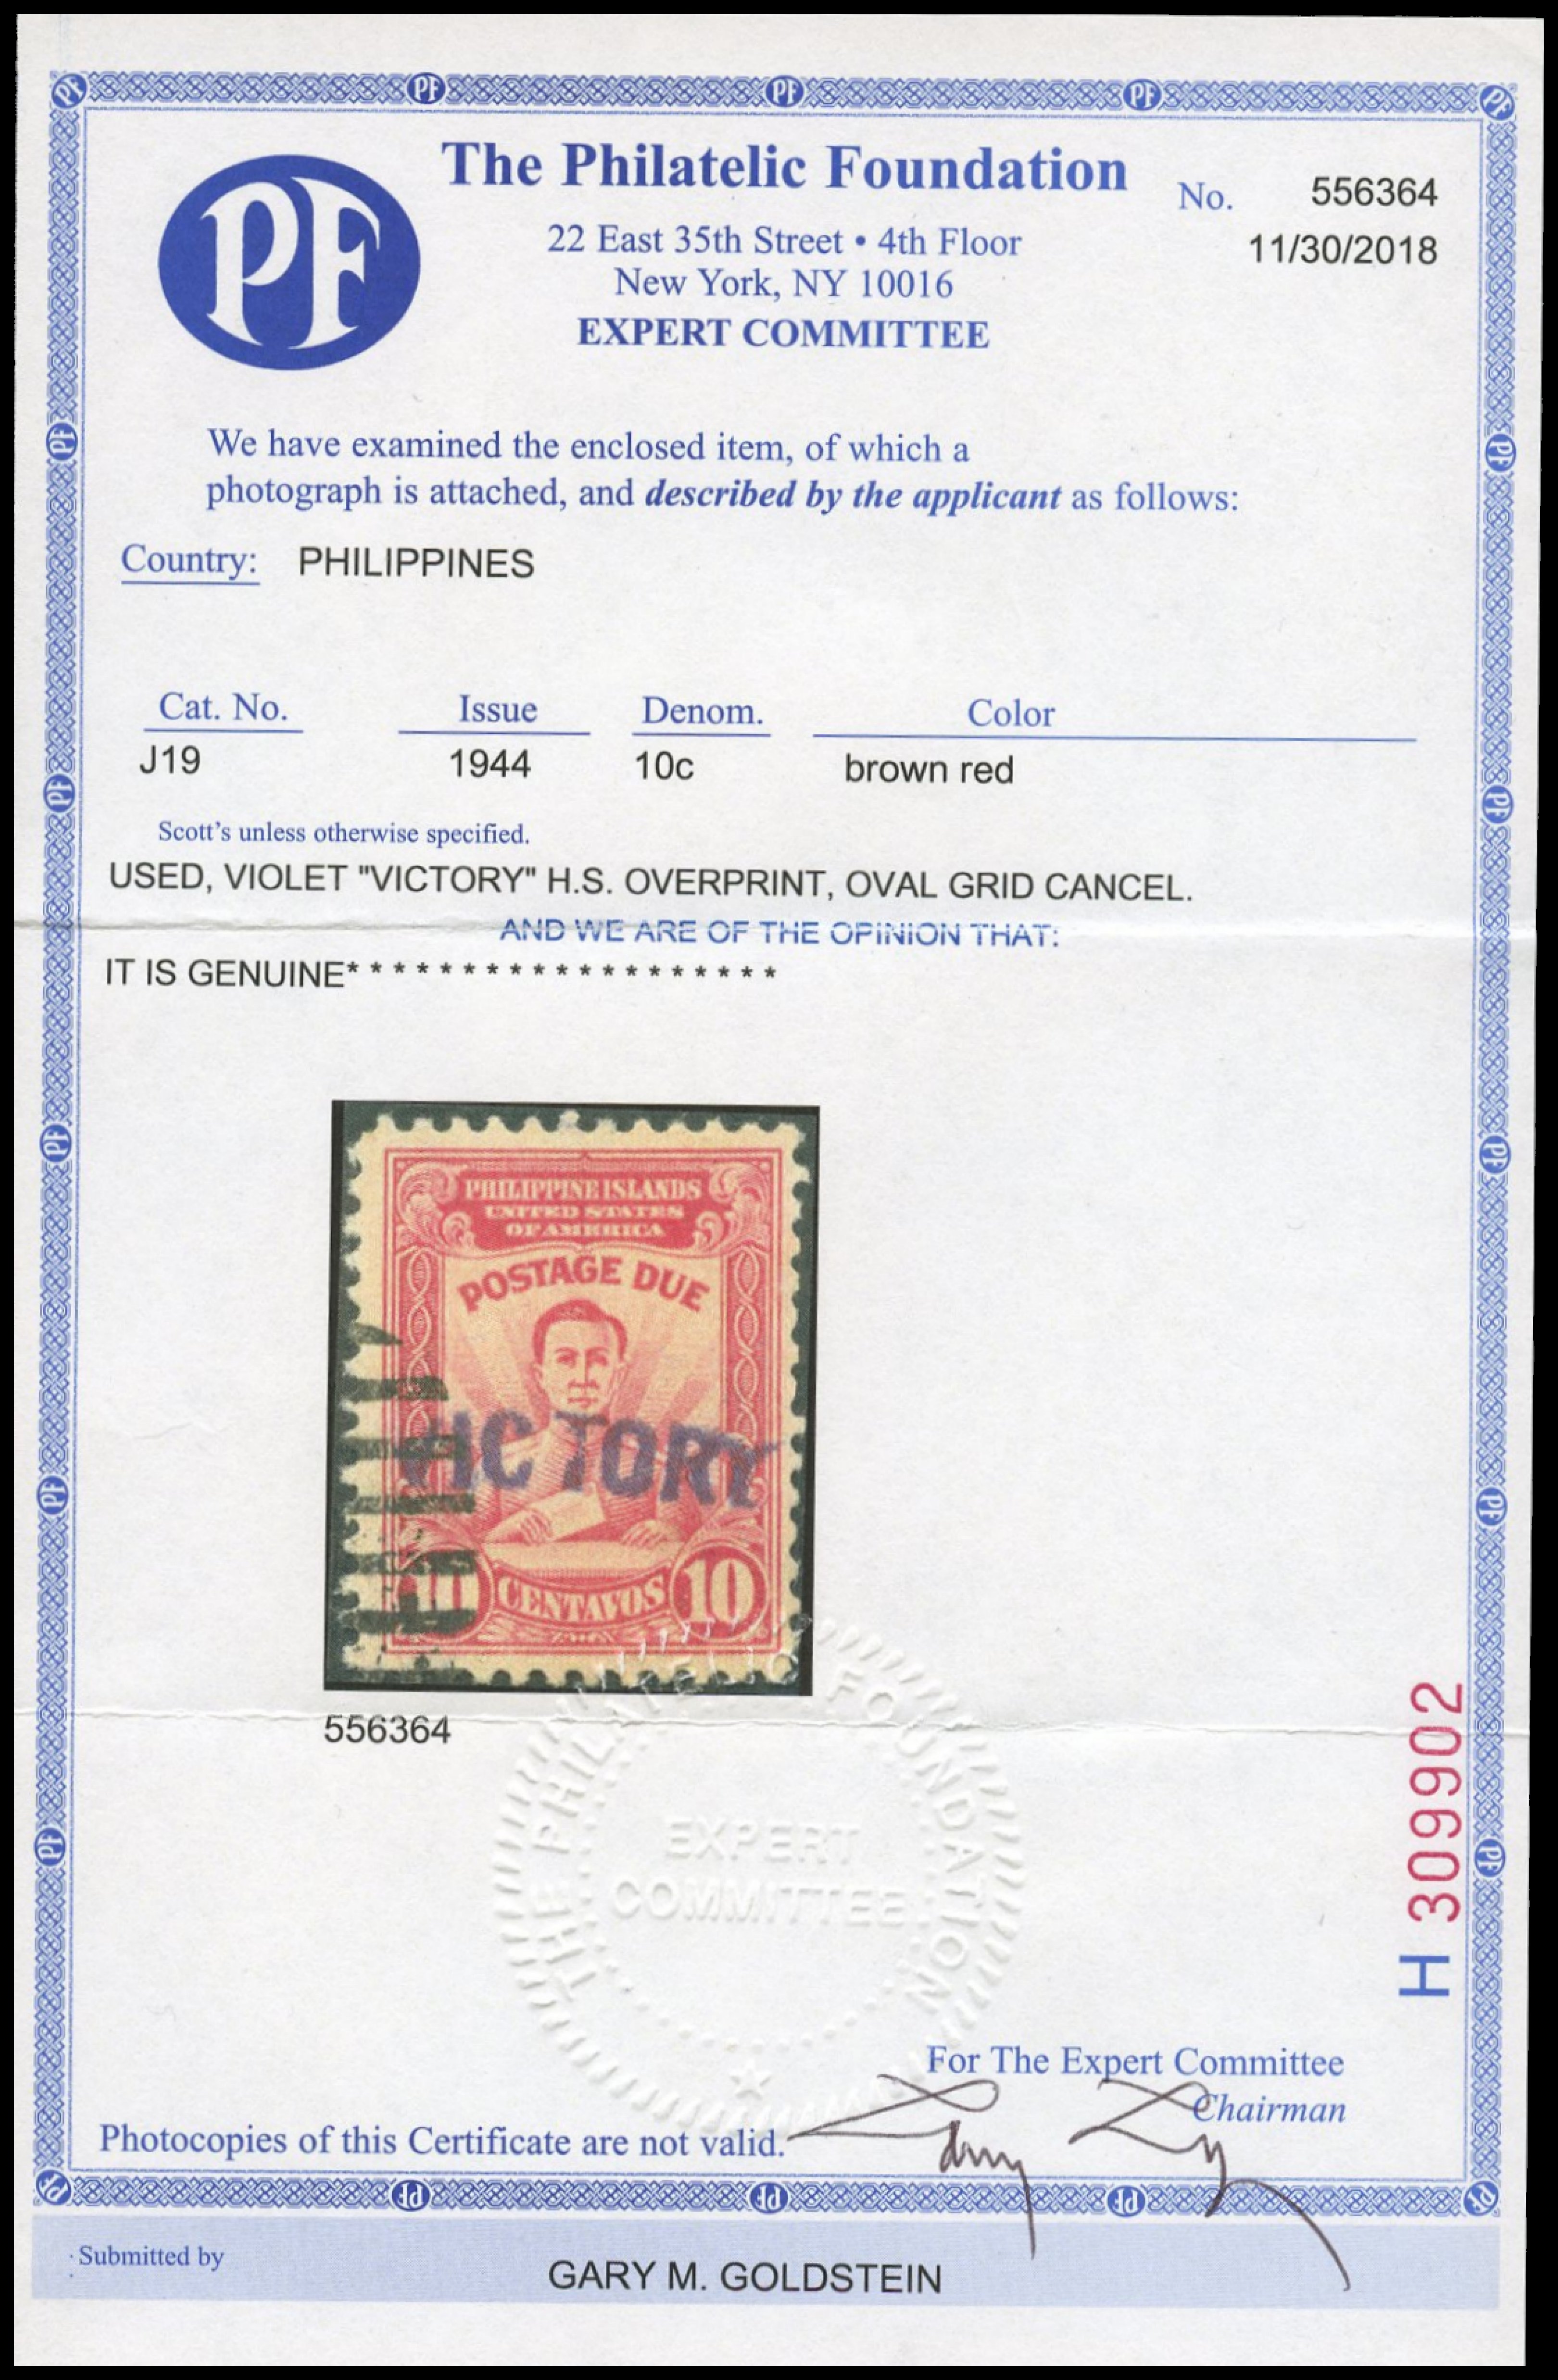 PF
The Philatelic Foundation
No. 556364
22 East 35th Street • 4th Floor
11/30/2018
New York, NY 10016
EXPERT COMMITTEE
We have examined the enclosed item, of which a
photograph is attached, and described by the applicant as follows:
Country: PHILIPPINES
Cat. No. Issue Denom. Color
J19 1944 10c brown red
Scott's unless otherwise specified.
USED, VIOLET "VICTORY" H.S. OVERPRINT, OVAL GRID CANCEL.
AND WE ARE OF THE OPINION THAT:
IT IS GENUINE* * * * * * * * * * * * * * * * * * *
PHILIPPINE ISLANDS
UNITED STATES
OF AMERICA
POSTAGE DUE
VICTORY
10 CENTAVOS 10
556364
THE PHILATELIC FOUNDATION
EXPERT
COMMITTEE
H 309902
For The Expert Committee
Chairman
Photocopies of this Certificate are not valid.
Submitted by
GARY M. GOLDSTEIN